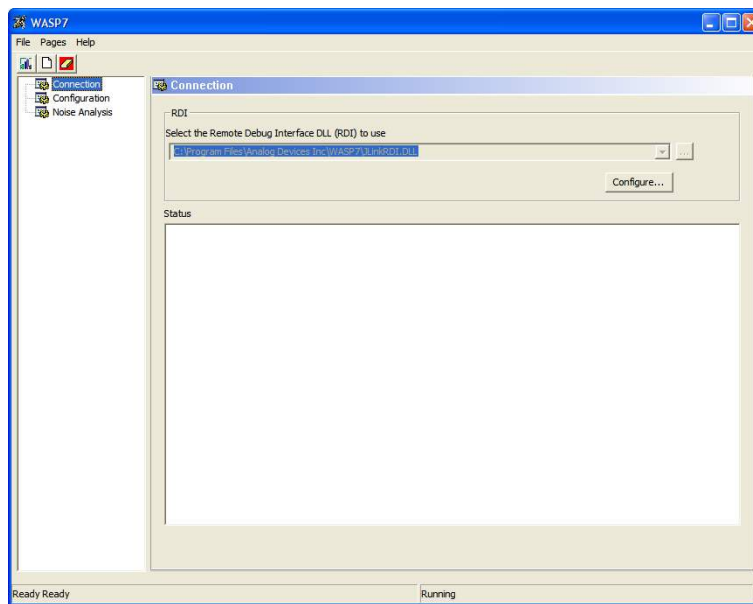 WASP7
File Pages Help
Connection
Configuration
Noise Analysis
Connection
RDI
Select the Remote Debug Interface DLL (RDI) to use
C:\Program Files\Analog Devices Inc\WASP7\JLinkRDI.DLL
...
Configure...
Status
Ready Ready
Running